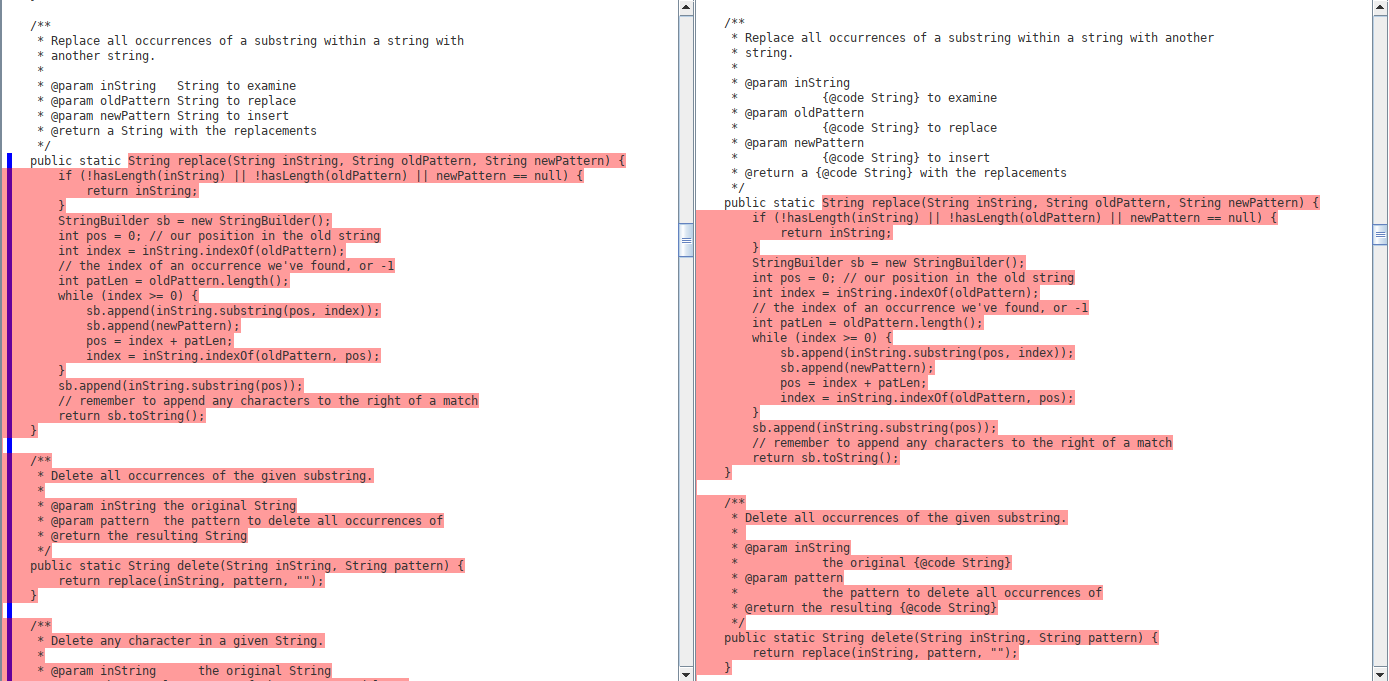 /**
 * Replace all occurrences of a substring within a string with
 * another string.
 *
 * @param inString   String to examine
 * @param oldPattern String to replace
 * @param newPattern String to insert
 * @return a String with the replacements
 */
public static String replace(String inString, String oldPattern, String newPattern) {
    if (!hasLength(inString) || !hasLength(oldPattern) || newPattern == null) {
        return inString;
    }
    StringBuilder sb = new StringBuilder();
    int pos = 0; // our position in the old string
    int index = inString.indexOf(oldPattern);
    // the index of an occurrence we've found, or -1
    int patLen = oldPattern.length();
    while (index >= 0) {
        sb.append(inString.substring(pos, index));
        sb.append(newPattern);
        pos = index + patLen;
        index = inString.indexOf(oldPattern, pos);
    }
    sb.append(inString.substring(pos));
    // remember to append any characters to the right of a match
    return sb.toString();
}
/**
 * Delete all occurrences of the given substring.
 *
 * @param inString the original String
 * @param pattern  the pattern to delete all occurrences of
 * @return the resulting String
 */
public static String delete(String inString, String pattern) {
    return replace(inString, pattern, "");
}
/**
 * Delete any character in a given String.
 *
 * @param inString      the original String
/**
 * Replace all occurrences of a substring within a string with another
 * string.
 *
 * @param inString
 *            {@code String} to examine
 * @param oldPattern
 *            {@code String} to replace
 * @param newPattern
 *            {@code String} to insert
 * @return a {@code String} with the replacements
 */
public static String replace(String inString, String oldPattern, String newPattern) {
    if (!hasLength(inString) || !hasLength(oldPattern) || newPattern == null) {
        return inString;
    }
    StringBuilder sb = new StringBuilder();
    int pos = 0; // our position in the old string
    int index = inString.indexOf(oldPattern);
    // the index of an occurrence we've found, or -1
    int patLen = oldPattern.length();
    while (index >= 0) {
        sb.append(inString.substring(pos, index));
        sb.append(newPattern);
        pos = index + patLen;
        index = inString.indexOf(oldPattern, pos);
    }
    sb.append(inString.substring(pos));
    // remember to append any characters to the right of a match
    return sb.toString();
}
/**
 * Delete all occurrences of the given substring.
 *
 * @param inString
 *            the original {@code String}
 * @param pattern
 *            the pattern to delete all occurrences of
 * @return the resulting {@code String}
 */
public static String delete(String inString, String pattern) {
    return replace(inString, pattern, "");
}